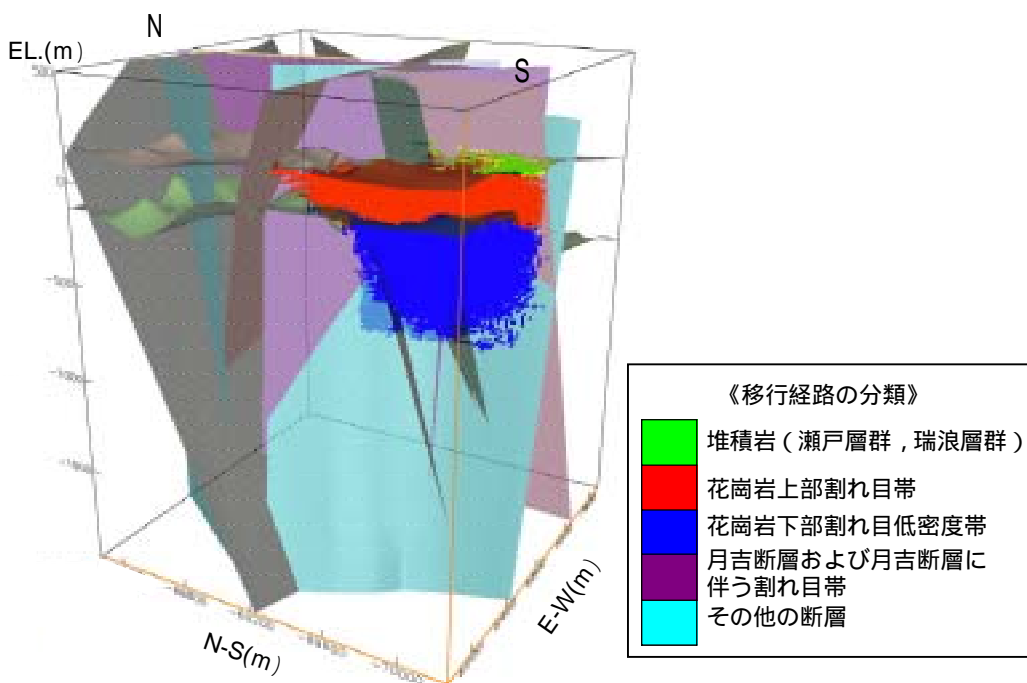 N
EL.(m)
S
0
N-S(m)
E-W(m)
《移行経路の分類》
堆積岩（瀬戸層群，瑞浪層群）
花崗岩上部割れ目帯
花崗岩下部割れ目低密度帯
月吉断層および月吉断層に
伴う割れ目帯
その他の断層